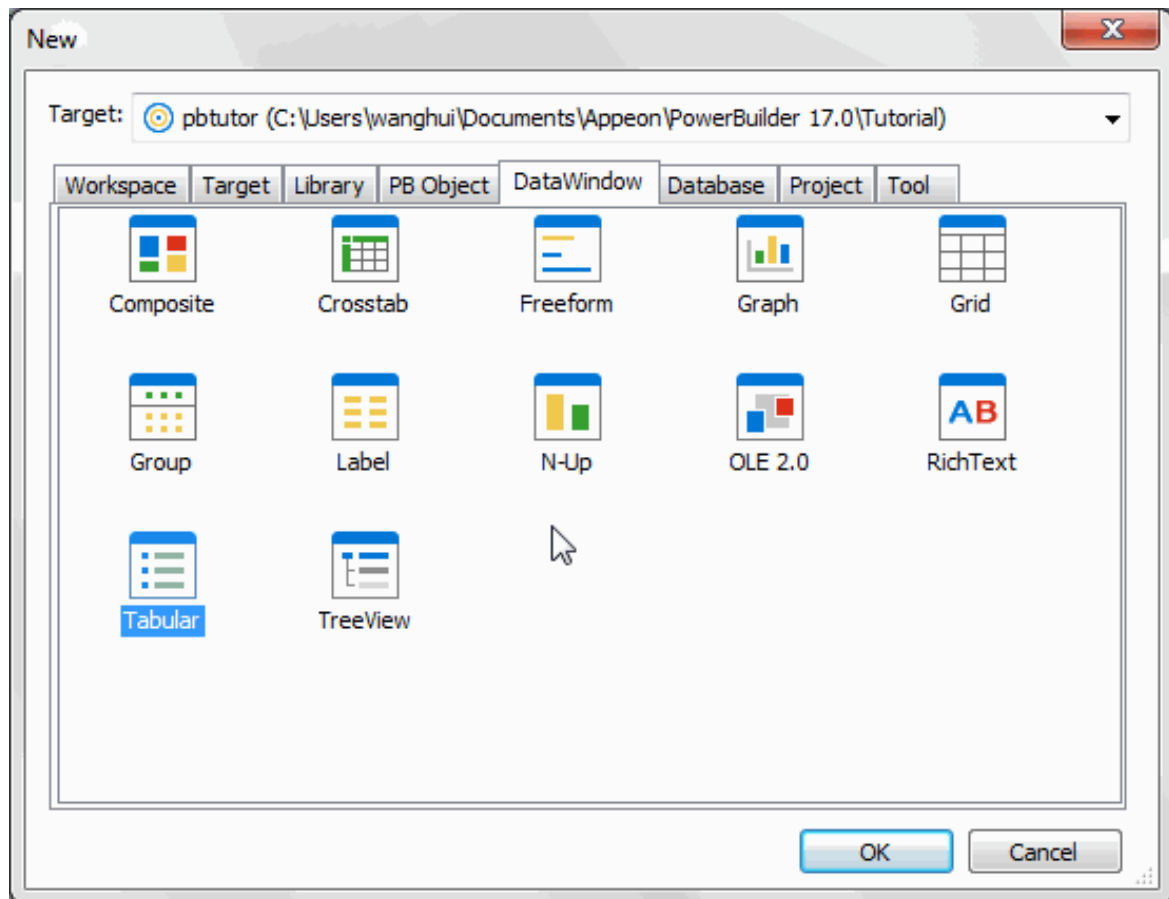 New
Target: pbtutor (C:\Users\wanghui\Documents\Appeon\PowerBuilder 17.0\Tutorial)
Workspace Target Library PB Object DataWindow Database Project Tool
Composite Crosstab Freeform Graph Grid
AB
Group Label N-Up OLE 2.0 RichText
Tabular TreeView
OK Cancel